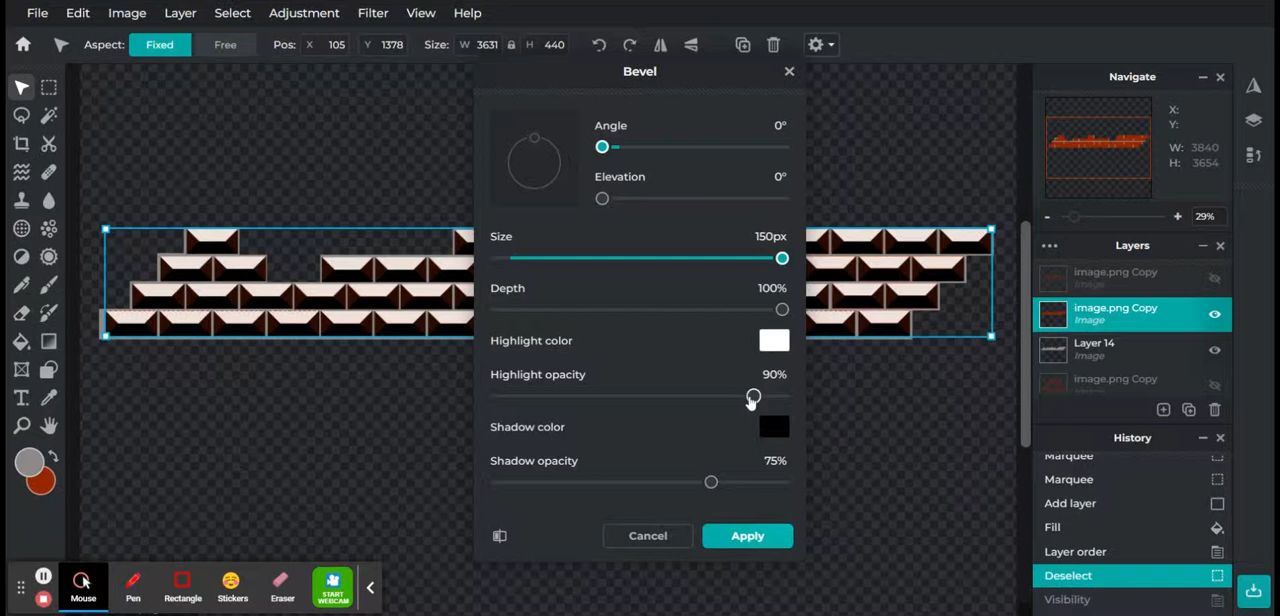 File Edit Image Layer Select Adjustment Filter View Help
Aspect: Fixed Free Pos: X 105 Y 1378 Size: W 3631 H 440
Bevel
Angle 0°
Elevation 0°
Size 150px
Depth 100%
Highlight color
Highlight opacity 90%
Shadow color
Shadow opacity 75%
Cancel Apply
Navigate
X:
Y:
W: 3840
H: 3654
- + 29%
Layers
image.png Copy
Image
image.png Copy
Image
Layer 14
Image
image.png Copy
Image
History
Marquee
Marquee
Add layer
Fill
Layer order
Deselect
Visibility
Mouse Pen Rectangle Stickers Eraser START
WEBCAM